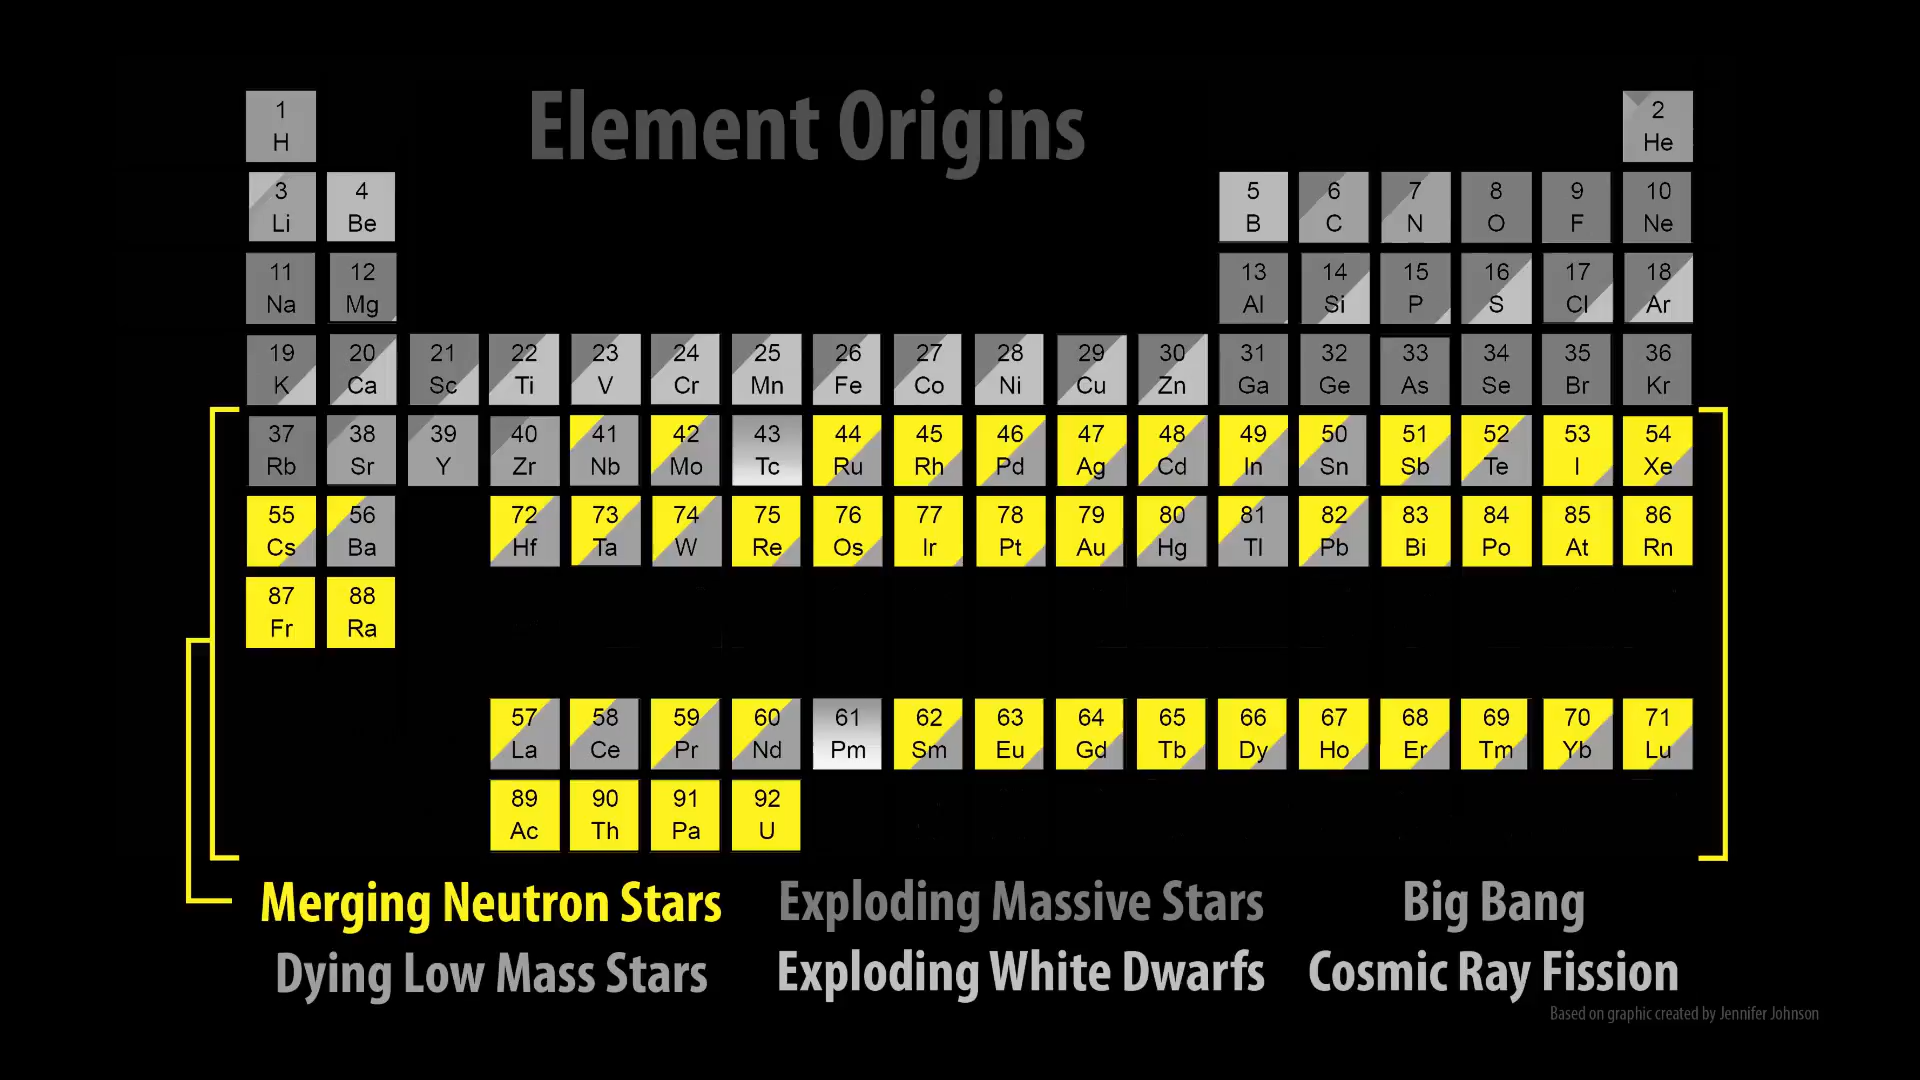 Element Origins
1 2
H He
3 4 5 6 7 8 9 10
Li Be B C N O F Ne
11 12 13 14 15 16 17 18
Na Mg Al Si P S Cl Ar
19 20 21 22 23 24 25 26 27 28 29 30 31 32 33 34 35 36
K Ca Sc Ti V Cr Mn Fe Co Ni Cu Zn Ga Ge As Se Br Kr
37 38 39 40 41 42 43 44 45 46 47 48 49 50 51 52 53 54
Rb Sr Y Zr Nb Mo Tc Ru Rh Pd Ag Cd In Sn Sb Te I Xe
55 56 72 73 74 75 76 77 78 79 80 81 82 83 84 85 86
Cs Ba Hf Ta W Re Os Ir Pt Au Hg Tl Pb Bi Po At Rn
87 88
Fr Ra
57 58 59 60 61 62 63 64 65 66 67 68 69 70 71
La Ce Pr Nd Pm Sm Eu Gd Tb Dy Ho Er Tm Yb Lu
89 90 91 92
Ac Th Pa U
Merging Neutron Stars Exploding Massive Stars Big Bang
Dying Low Mass Stars Exploding White Dwarfs Cosmic Ray Fission
Based on graphic created by Jennifer Johnson